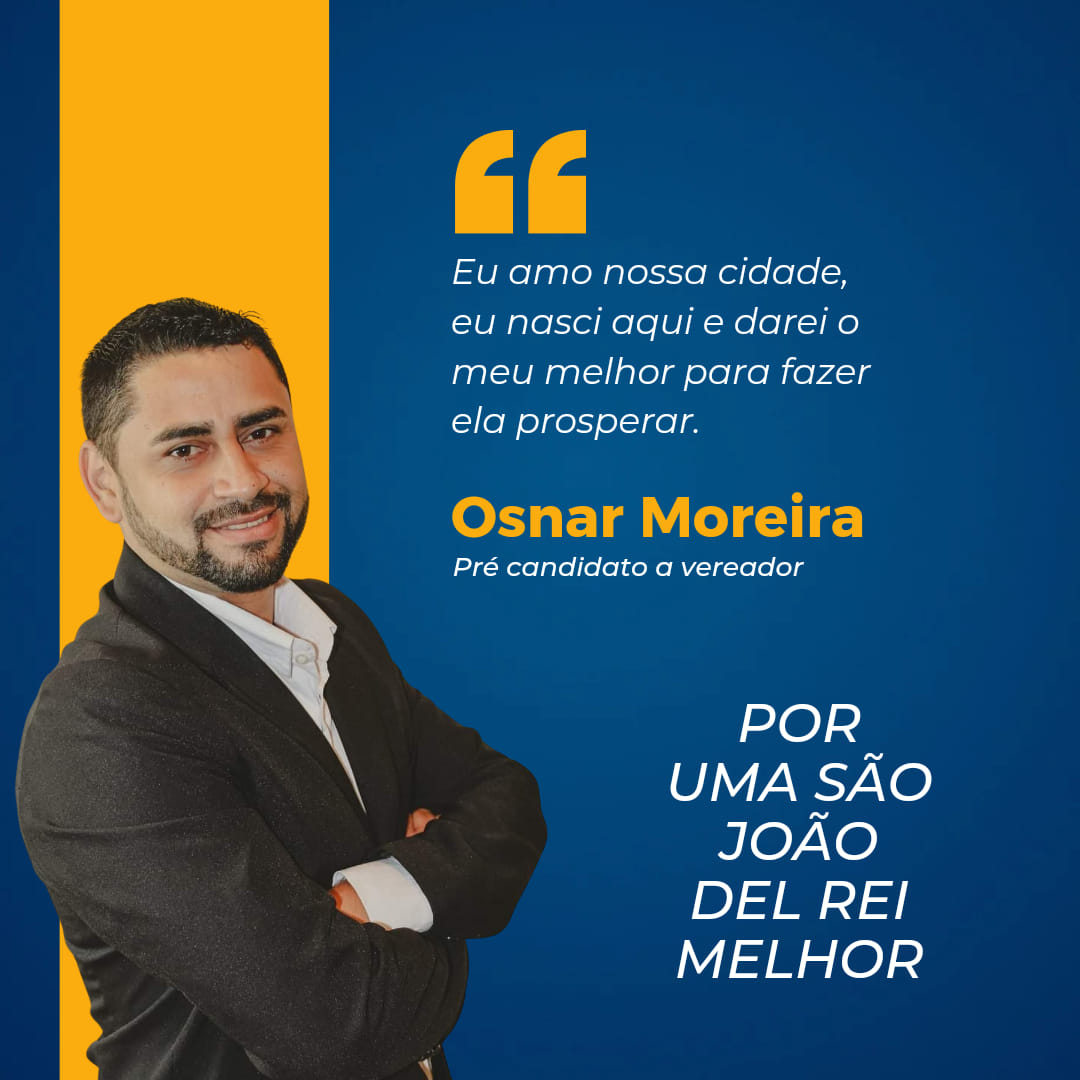 “
Eu amo nossa cidade,
eu nasci aqui e darei o
meu melhor para fazer
ela prosperar.
Osnar Moreira
Pré candidato a vereador
POR
UMA SÃO
JOÃO
DEL REI
MELHOR